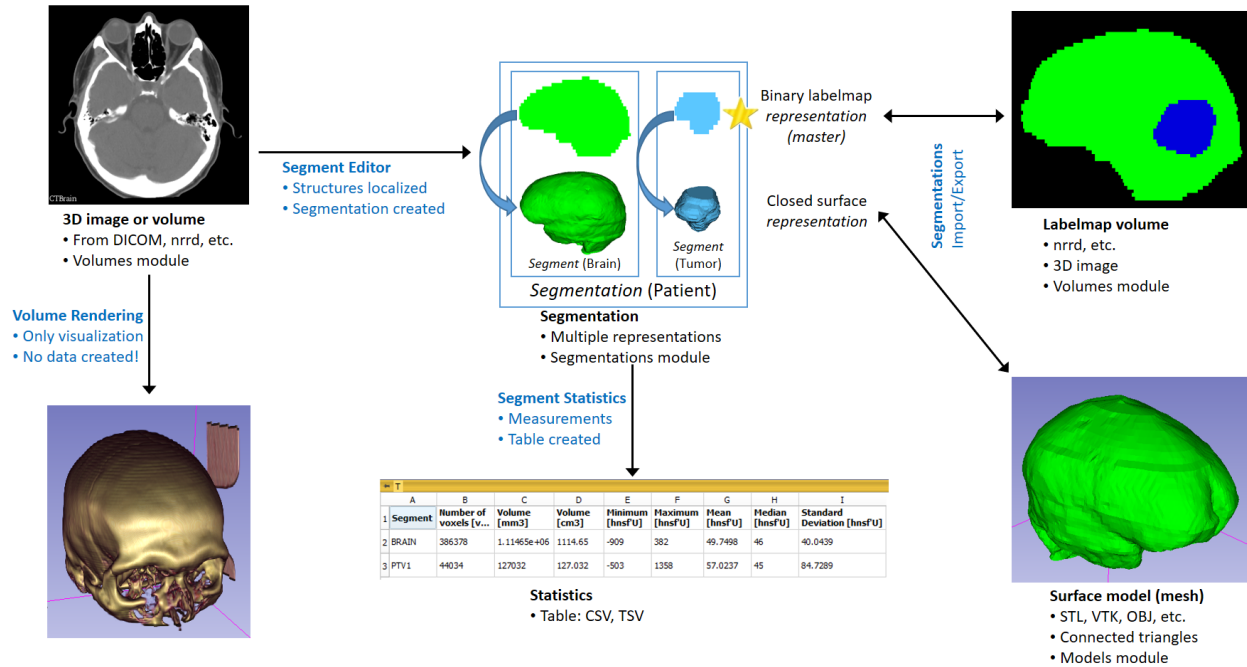 CTBrain
3D image or volume
• From DICOM, nrrd, etc.
• Volumes module
Volume Rendering
• Only visualization
• No data created!
Segment Editor
• Structures localized
• Segmentation created
Segment (Brain)
Segment
(Tumor)
Segmentation (Patient)
Binary labelmap
representation
(master)
Closed surface
representation
Segmentation
• Multiple representations
• Segmentations module
Segment Statistics
• Measurements
• Table created
Segmentations
Import/Export
Labelmap volume
• nrrd, etc.
• 3D image
• Volumes module
T
A B C D E F G H I
1 Segment Number of voxels [v... Volume [mm3] Volume [cm3] Minimum [hnsf'U] Maximum [hnsf'U] Mean [hnsf'U] Median [hnsf'U] Standard Deviation [hnsf'U]
2 BRAIN 386378 1.11465e+06 1114.65 -909 382 49.7498 46 40.0439
3 PTV1 44034 127032 127.032 -503 1358 57.0237 45 84.7289
Statistics
• Table: CSV, TSV
Surface model (mesh)
• STL, VTK, OBJ, etc.
• Connected triangles
• Models module